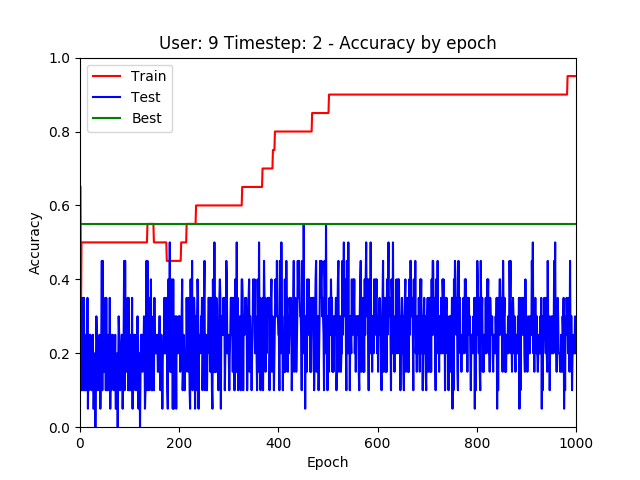 User: 9 Timestep: 2 - Accuracy by epoch
1.0
Train
Test
Best
0.8
0.6
Accuracy
0.4
0.2
0.0
0 200 400 600 800 1000
Epoch